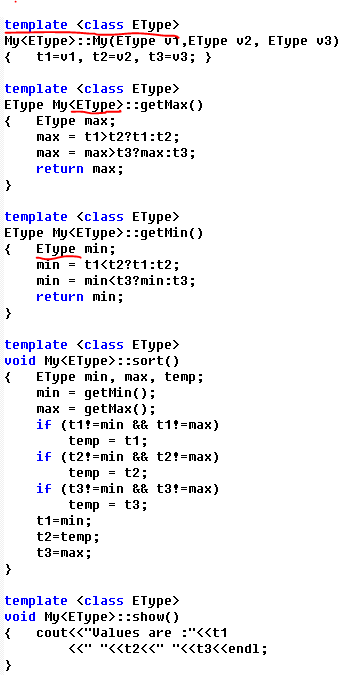 template <class EType>
My<EType>::My(EType v1,EType v2, EType v3)
{   t1=v1, t2=v2, t3=v3; }
template <class EType>
EType My<EType>::getMax()
{   EType max;
    max = t1>t2?t1:t2;
    max = max>t3?max:t3;
    return max;
}
template <class EType>
EType My<EType>::getMin()
{   EType min;
    min = t1<t2?t1:t2;
    min = min<t3?min:t3;
    return min;
}
template <class EType>
void My<EType>::sort()
{   EType min, max, temp;
    min = getMin();
    max = getMax();
    if (t1!=min && t1!=max)
        temp = t1;
    if (t2!=min && t2!=max)
        temp = t2;
    if (t3!=min && t3!=max)
        temp = t3;
    t1=min;
    t2=temp;
    t3=max;
}
template <class EType>
void My<EType>::show()
{   cout<<"Values are :"<<t1
        <<" "<<t2<<" "<<t3<<endl;
}